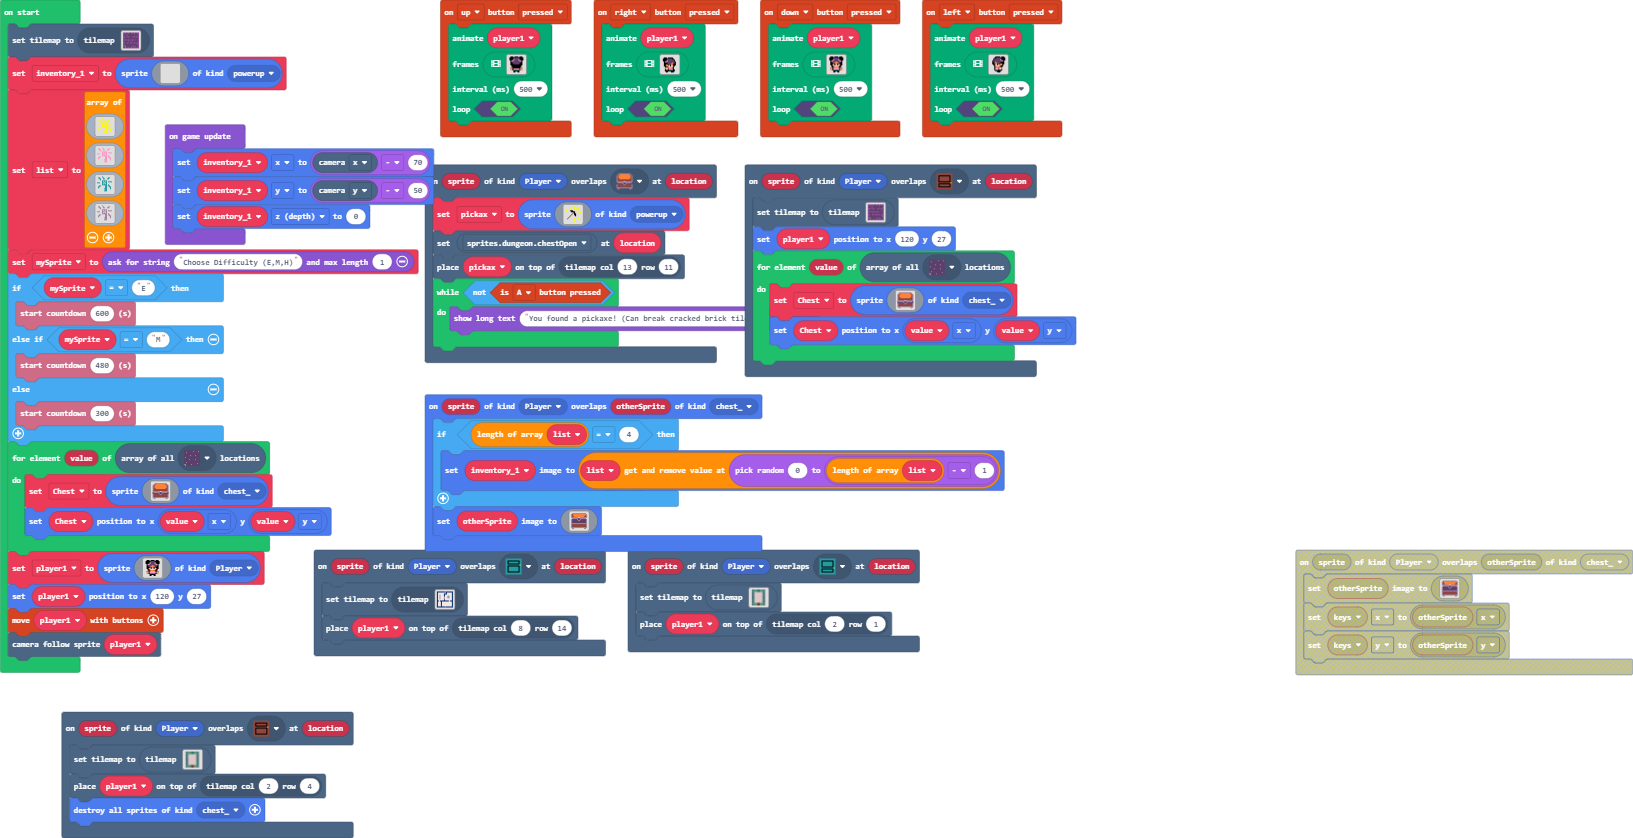 on start
set tilemap to tilemap
set inventory_1 to sprite of kind powerup
set list to array of
set mySprite to ask for string "Choose Difficulty (E,M,H)" and max length 1
if mySprite = "E" then
start countdown 600 (s)
else if mySprite = "M" then
start countdown 480 (s)
else
start countdown 300 (s)
for element value of array of all locations
do
set Chest to sprite of kind chest_
set Chest position to x value x y value y
set player1 to sprite of kind Player
set player1 position to x 120 y 27
move player1 with buttons
camera follow sprite player1
on game update
set inventory_1 x to camera x - 70
set inventory_1 y to camera y - 50
set inventory_1 z (depth) to 0
on up button pressed
animate player1
frames
interval (ms) 500
loop ON
on right button pressed
animate player1
frames
interval (ms) 500
loop ON
on down button pressed
animate player1
frames
interval (ms) 500
loop ON
on left button pressed
animate player1
frames
interval (ms) 500
loop ON
sprite of kind Player overlaps at location
set pickax to sprite of kind powerup
set sprites.dungeon.chestOpen at location
place pickax on top of tilemap col 13 row 11
while not is A button pressed
do
show long text "You found a pickaxe! (Can break cracked brick til
on sprite of kind Player overlaps at location
set tilemap to tilemap
set player1 position to x 120 y 27
for element value of array of all locations
do
set Chest to sprite of kind chest_
set Chest position to x value x y value y
on sprite of kind Player overlaps otherSprite of kind chest_
if length of array list = 4 then
set inventory_1 image to list get and remove value at pick random 0 to length of array list - 1
set otherSprite image to
on sprite of kind Player overlaps at location
set tilemap to tilemap
place player1 on top of tilemap col 8 row 14
on sprite of kind Player overlaps at location
set tilemap to tilemap
place player1 on top of tilemap col 2 row 1
on sprite of kind Player overlaps otherSprite of kind chest_
set otherSprite image to
set keys x to otherSprite x
set keys y to otherSprite y
on sprite of kind Player overlaps at location
set tilemap to tilemap
place player1 on top of tilemap col 2 row 4
destroy all sprites of kind chest_